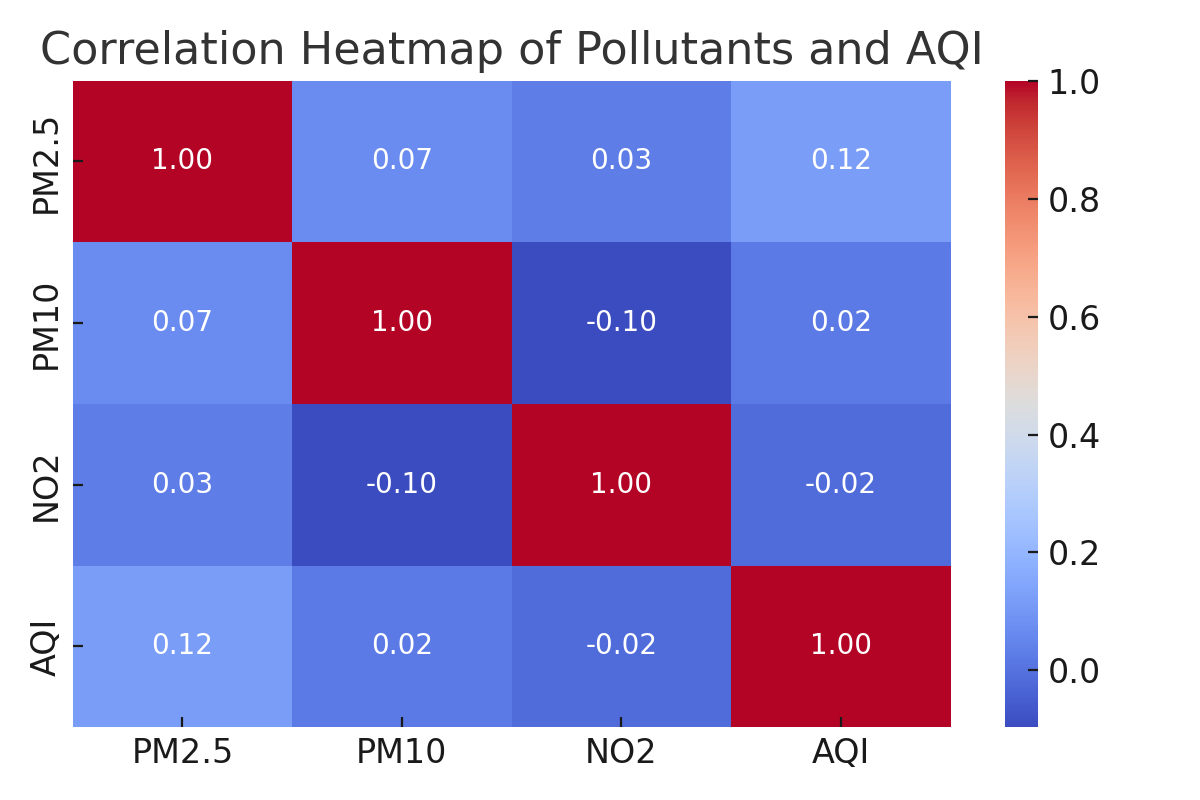 Correlation Heatmap of Pollutants and AQI
PM2.5 1.00 0.07 0.03 0.12
PM10 0.07 1.00 -0.10 0.02
NO2 0.03 -0.10 1.00 -0.02
AQI 0.12 0.02 -0.02 1.00
PM2.5 PM10 NO2 AQI
1.0
0.8
0.6
0.4
0.2
0.0